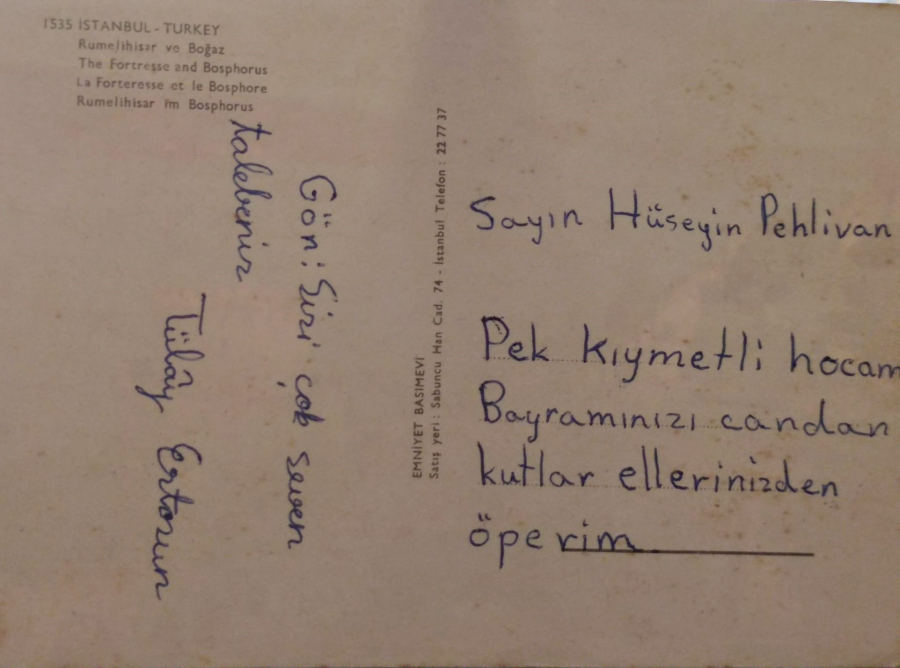 1535 İSTANBUL - TURKEY
Rumelihisar ve Boğaz
The Fortresse and Bosphorus
La Forteresse et le Bosphore
Rumelihisar im Bosphorus
Gön: Sizi çok seven
talebeniz
Tülây Ertosun
EMNİYET BASIMEVİ
Satış yeri : Sabuncu Han Cad. 74 - İstanbul Telefon : 22 77 37
Sayın Hüseyin Pehlivan
Pek kıymetli hocam
Bayramınızı candan
kutlar ellerinizden
öperim